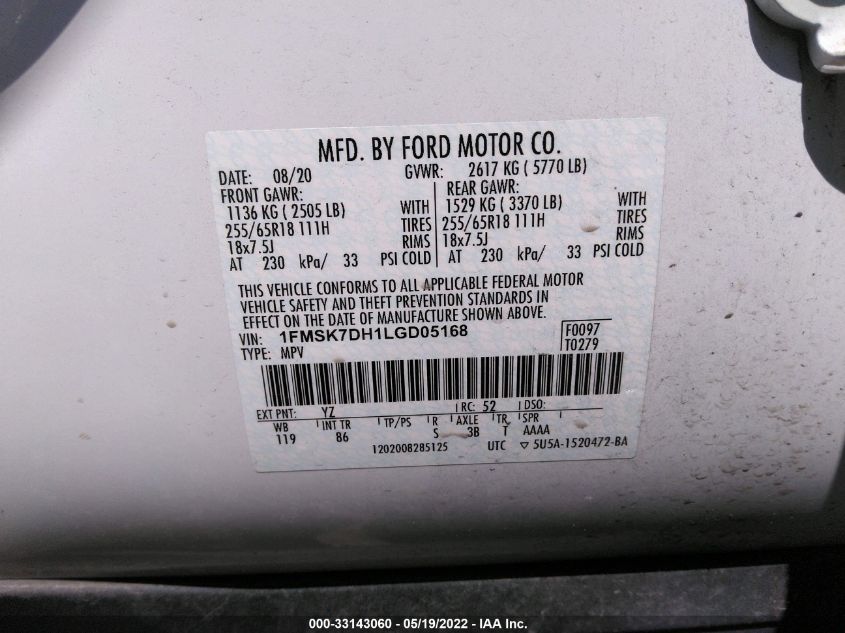 MFD. BY FORD MOTOR CO.
DATE: 08/20 GVWR: 2617 KG ( 5770 LB)
FRONT GAWR: REAR GAWR:
1136 KG ( 2505 LB) WITH 1529 KG ( 3370 LB) WITH
255/65R18 111H TIRES 255/65R18 111H TIRES
18x7.5J RIMS 18x7.5J RIMS
AT 230 kPa/ 33 PSI COLD AT 230 kPa/ 33 PSI COLD
THIS VEHICLE CONFORMS TO ALL APPLICABLE FEDERAL MOTOR
VEHICLE SAFETY AND THEFT PREVENTION STANDARDS IN
EFFECT ON THE DATE OF MANUFACTURE SHOWN ABOVE.
VIN: 1FMSK7DH1LGD05168 F0097
TYPE: MPV T0279
EXT PNT: YZ RC: 52 DSO:
WB INT TR TP/PS R AXLE TR SPR
119 86 S 3B T AAAA
1202008285125 UTC ▽ 5U5A-1520472-BA
000-33143060 - 05/19/2022 - IAA Inc.